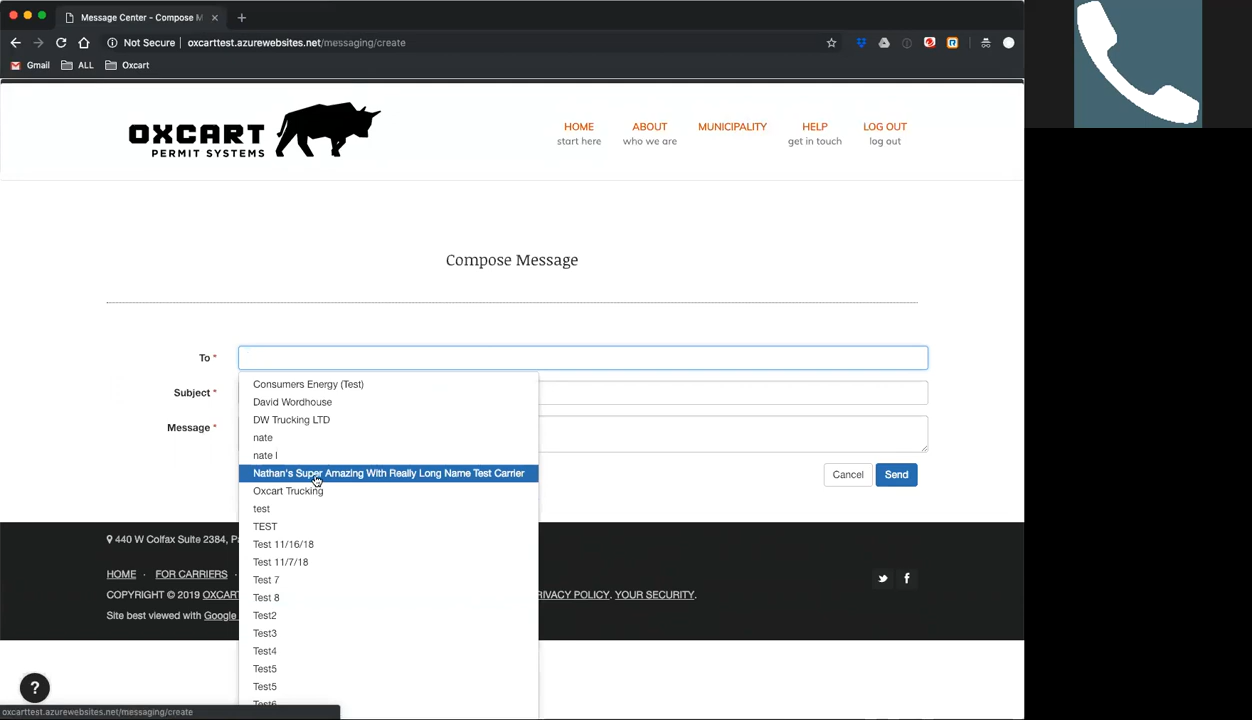 Message Center - Compose M
Not Secure | oxcarttest.azurewebsites.net/messaging/create
Gmail ALL Oxcart
OXCART
PERMIT SYSTEMS
HOME ABOUT MUNICIPALITY HELP LOG OUT
start here who we are get in touch log out
Compose Message
To *
Subject *
Message *
Consumers Energy (Test)
David Wordhouse
DW Trucking LTD
nate
nate l
Nathan's Super Amazing With Really Long Name Test Carrier
Oxcart Trucking
test
TEST
Test 11/16/18
Test 11/7/18
Test 7
Test 8
Test2
Test3
Test4
Test5
Test5
Test6
Cancel Send
440 W Colfax Suite 2384, Pa
HOME · FOR CARRIERS ·
COPYRIGHT © 2019 OXCART RIVACY POLICY. YOUR SECURITY.
Site best viewed with Google
?
oxcarttest.azurewebsites.net/messaging/create